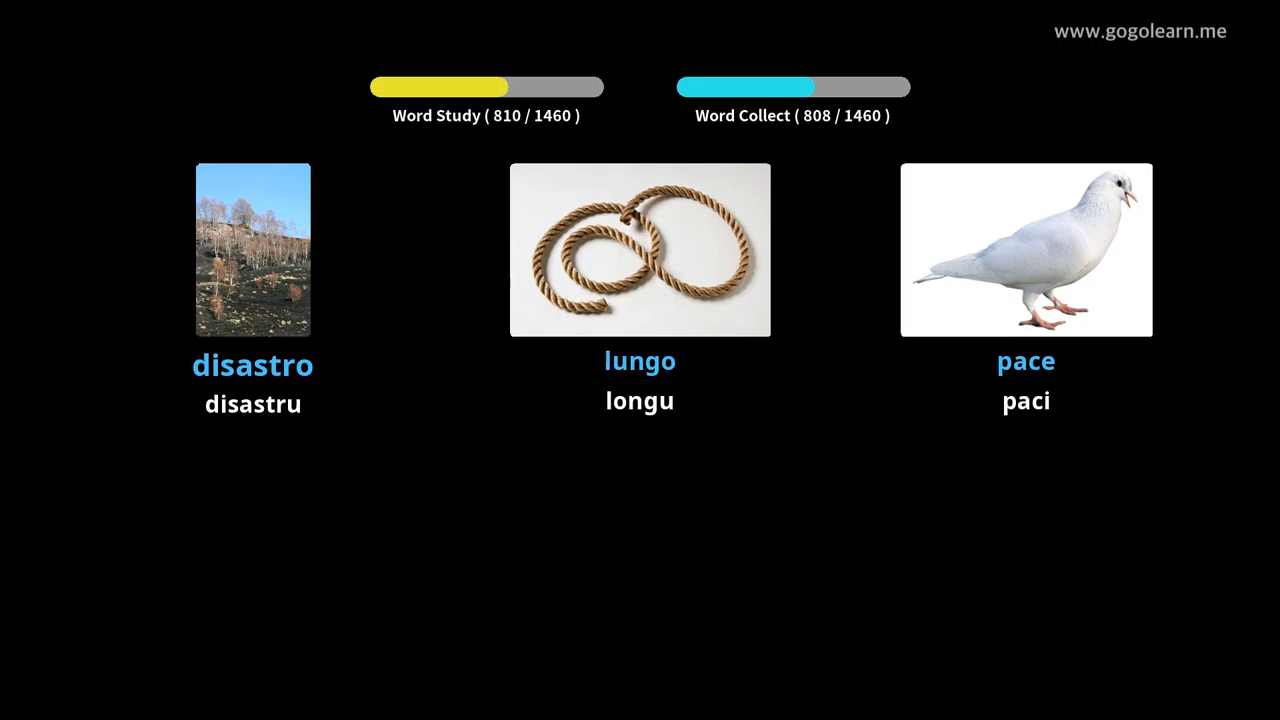 www.gogolearn.me
Word Study ( 810 / 1460 )
Word Collect ( 808 / 1460 )
disastro
disastru
lungo
longu
pace
paci